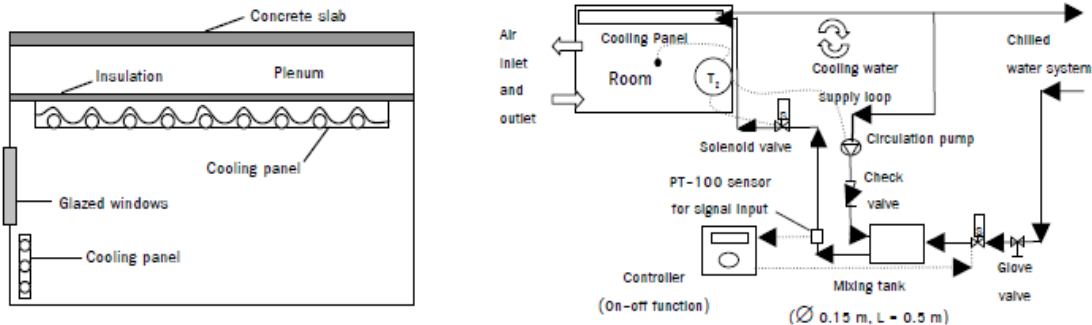 Concrete slab
Insulation
Plenum
Cooling panel
Glazed windows
Cooling panel
Air
inlet
and
outlet
Cooling Panel
Room
T₂
Cooling water
supply loop
Chilled
water system
S
Solenoid valve
Circulation pump
PT-100 sensor
for signal input
Check
valve
S
Controller
(On-off function)
Mixing tank
(∅ 0.15 m, L = 0.5 m)
Glove
valve